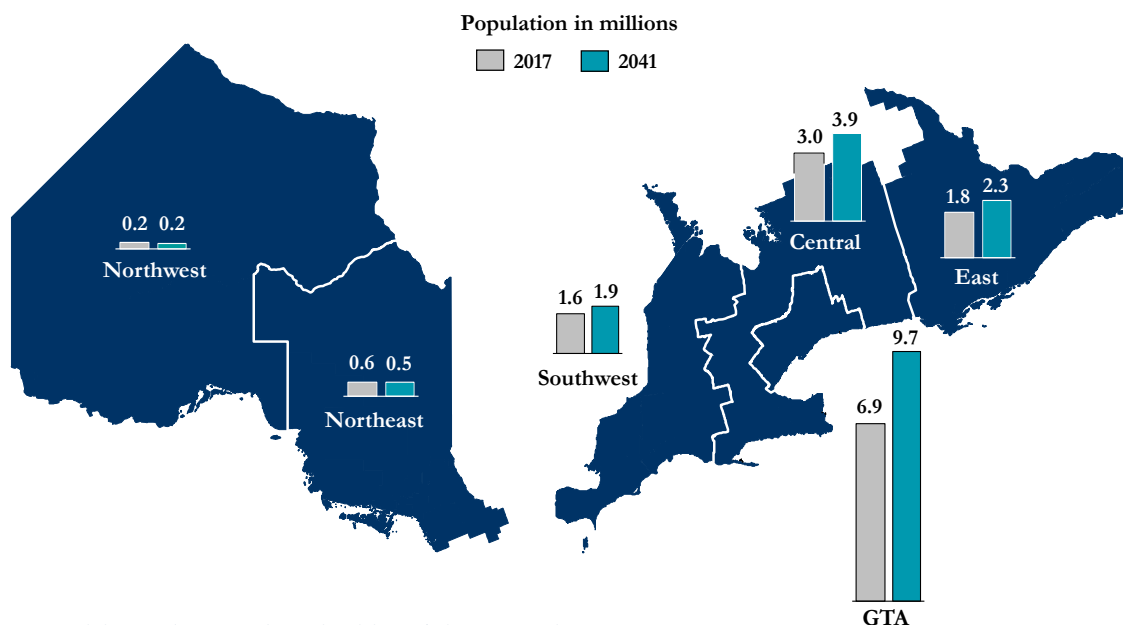 Population in millions
2017 2041
3.0 3.9
Central
1.8 2.3
East
0.2 0.2
Northwest
1.6 1.9
Southwest
0.6 0.5
Northeast
6.9 9.7
GTA